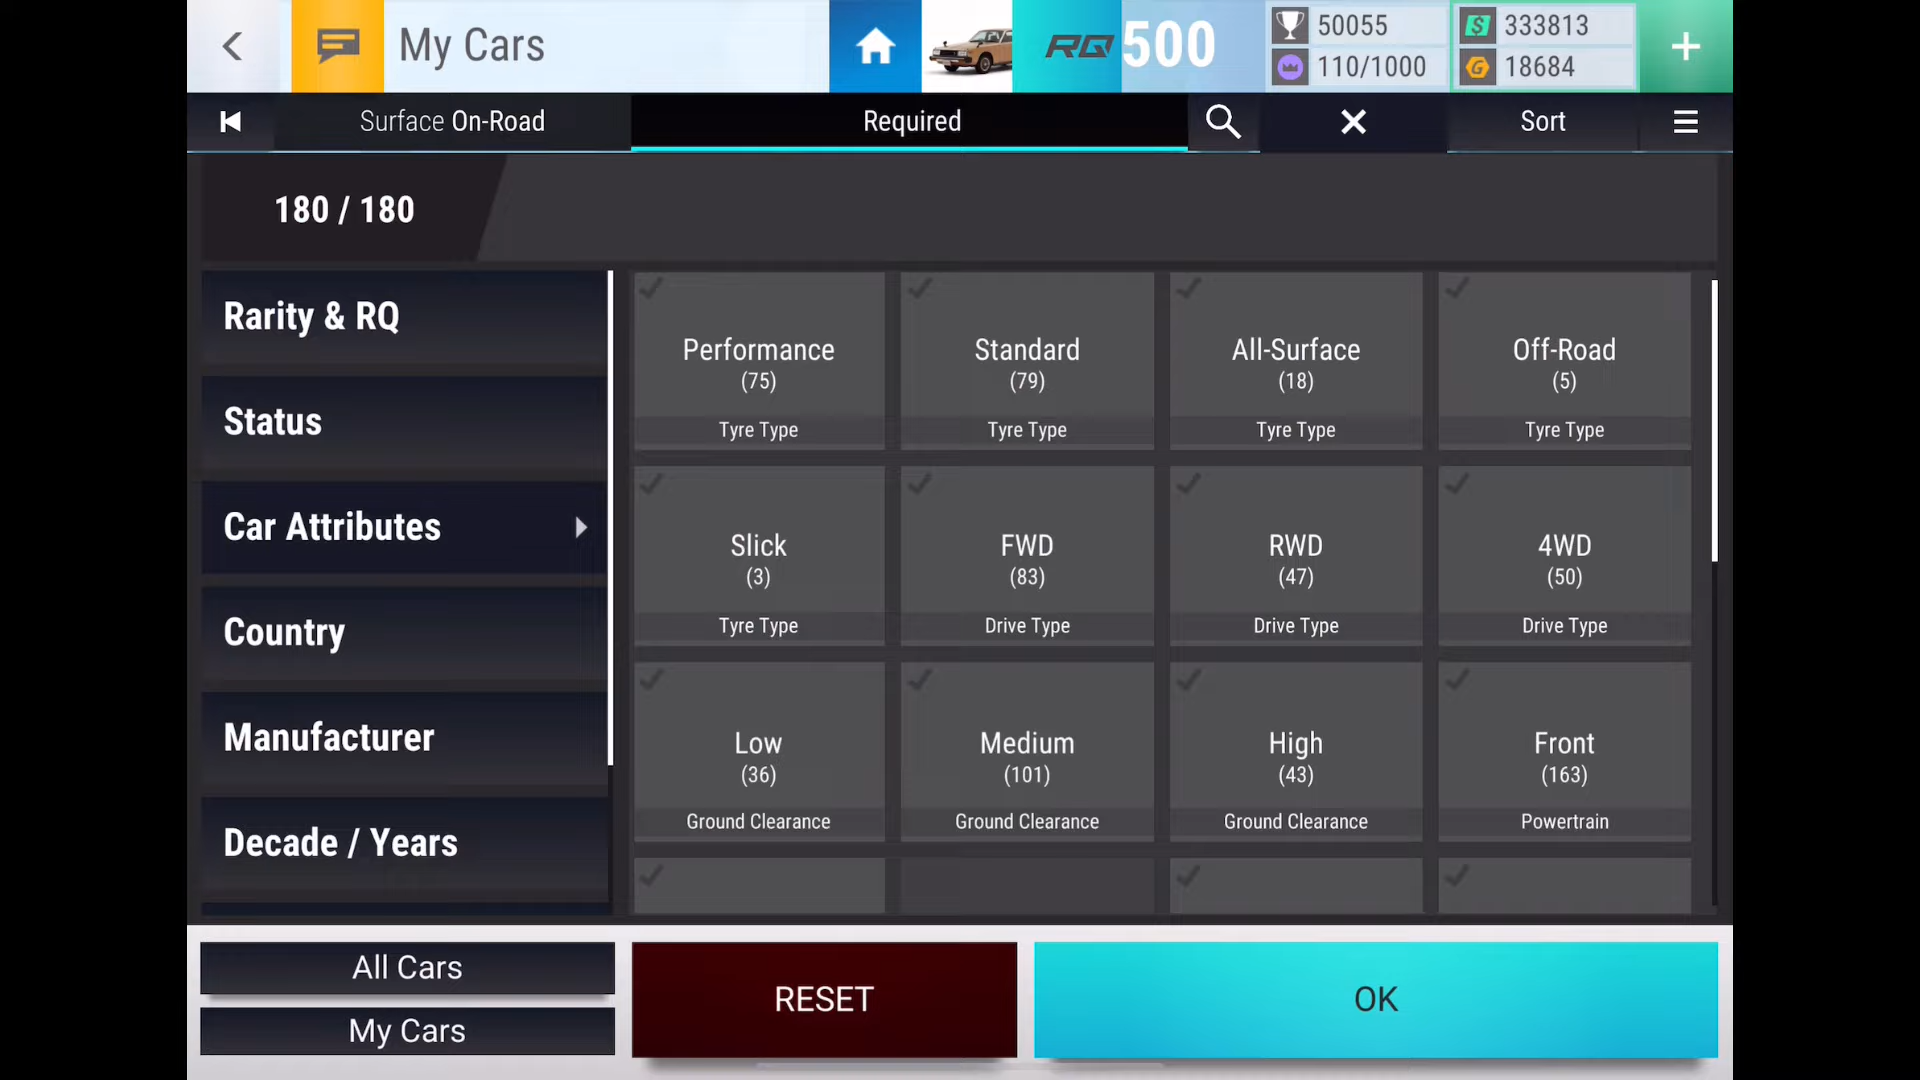 My Cars
RQ 500
50055
110/1000
$ 333813
G 18684
+
Surface On-Road
Required
Sort
180 / 180
Rarity & RQ
Status
Car Attributes
Country
Manufacturer
Decade / Years
Performance
(75)
Tyre Type
Standard
(79)
Tyre Type
All-Surface
(18)
Tyre Type
Off-Road
(5)
Tyre Type
Slick
(3)
Tyre Type
FWD
(83)
Drive Type
RWD
(47)
Drive Type
4WD
(50)
Drive Type
Low
(36)
Ground Clearance
Medium
(101)
Ground Clearance
High
(43)
Ground Clearance
Front
(163)
Powertrain
All Cars
My Cars
RESET
OK